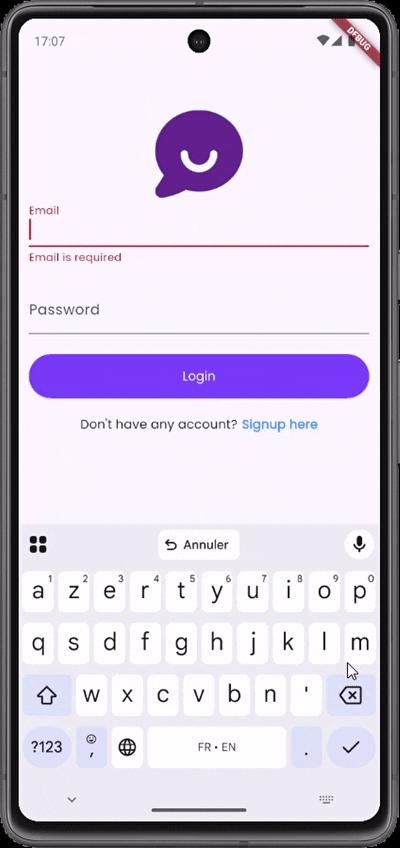 17:07
DEBUG
Email
Email is required
Password
Login
Don't have any account? Signup here
Annuler
a 1 z 2 e 3 r 4 t 5 y 6 u 7 i 8 o 9 p 0
q s d f g h j k l m
w x c v b n '
?123 , FR • EN .